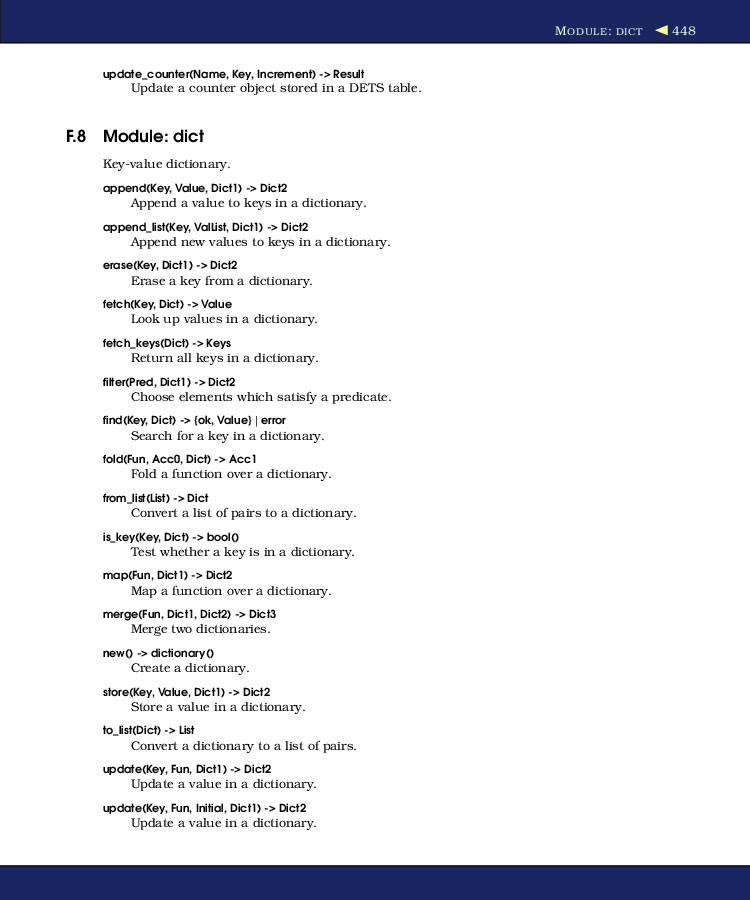 MODULE: DICT ◀ 448
update_counter(Name, Key, Increment) -> Result
Update a counter object stored in a DETS table.
F.8 Module: dict
Key-value dictionary.
append(Key, Value, Dict1) -> Dict2
Append a value to keys in a dictionary.
append_list(Key, ValList, Dict1) -> Dict2
Append new values to keys in a dictionary.
erase(Key, Dict1) -> Dict2
Erase a key from a dictionary.
fetch(Key, Dict) -> Value
Look up values in a dictionary.
fetch_keys(Dict) -> Keys
Return all keys in a dictionary.
filter(Pred, Dict1) -> Dict2
Choose elements which satisfy a predicate.
find(Key, Dict) -> {ok, Value} | error
Search for a key in a dictionary.
fold(Fun, Acc0, Dict) -> Acc1
Fold a function over a dictionary.
from_list(List) -> Dict
Convert a list of pairs to a dictionary.
is_key(Key, Dict) -> bool()
Test whether a key is in a dictionary.
map(Fun, Dict1) -> Dict2
Map a function over a dictionary.
merge(Fun, Dict1, Dict2) -> Dict3
Merge two dictionaries.
new() -> dictionary()
Create a dictionary.
store(Key, Value, Dict1) -> Dict2
Store a value in a dictionary.
to_list(Dict) -> List
Convert a dictionary to a list of pairs.
update(Key, Fun, Dict1) -> Dict2
Update a value in a dictionary.
update(Key, Fun, Initial, Dict1) -> Dict2
Update a value in a dictionary.